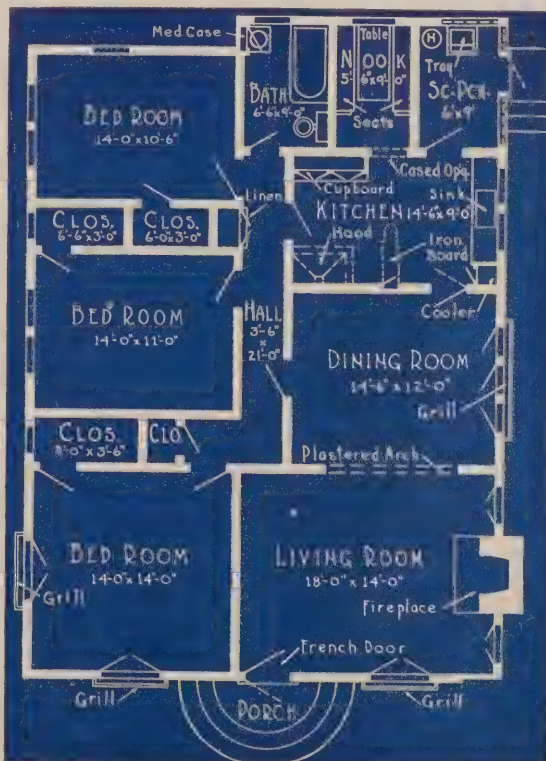 Med Case
BED ROOM
14'-0"x10'-6"
BATH
6'-6"x9'-0"
Table
NOOK
5'-6"x9'-0"
Seats
H
Tray
SC-PCH.
6'x9'
Linen
Cupboard
Cased Opg.
KITCHEN 14'-6"x9'-0"
Sink
Hood
Iron
Board
Cooler
CLOS.
6'-6"x3'-0"
CLOS.
6'-0"x3'-0"
BED ROOM
14'-0"x11'-0"
HALL
3'-6"
x
21'-0"
DINING ROOM
14'-6"x12'-0"
Grill
CLOS.
8'-0"x3'-6"
CLO
Plastered Arch
BED ROOM
14'-0"x14'-0"
Grill
LIVING ROOM
18'-0"x14'-0"
Fireplace
French Door
Grill
PORCH
Grill